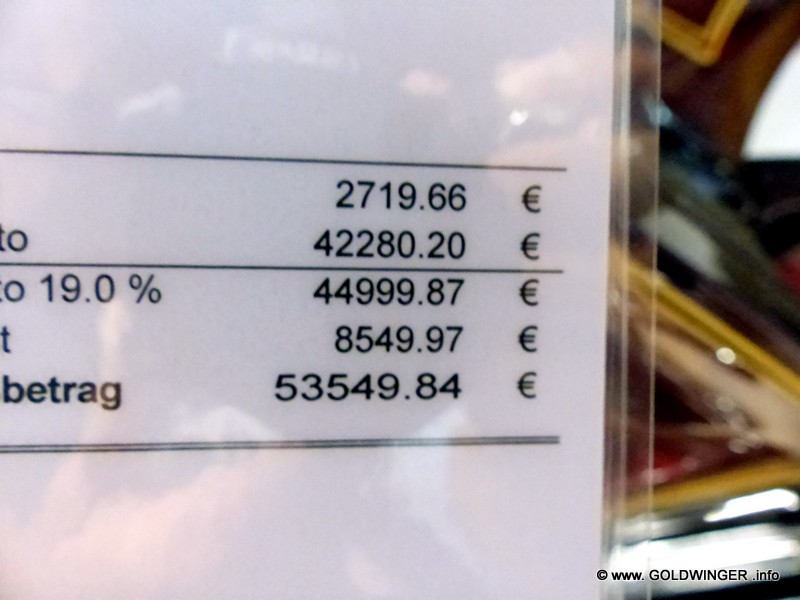 2719.66 €
to 42280.20 €
to 19.0 % 44999.87 €
t 8549.97 €
betrag 53549.84 €
© www. GOLDWINGER .info